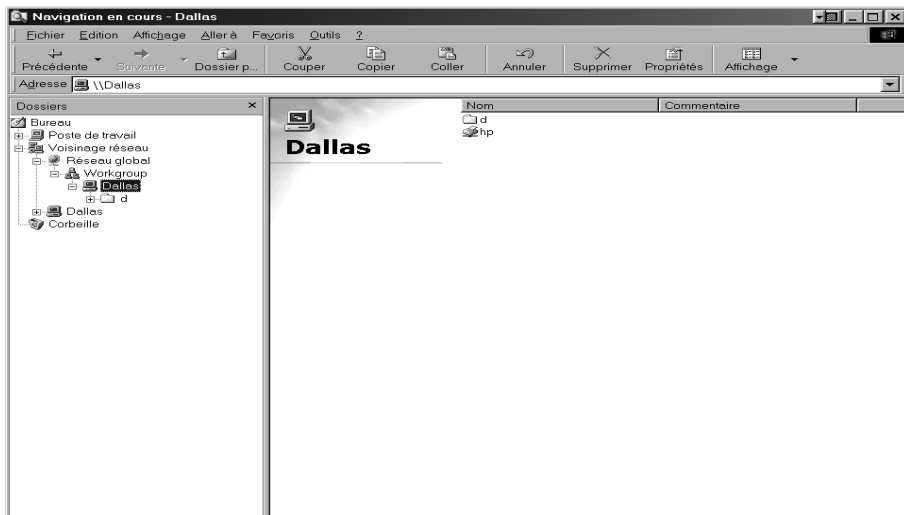 Navigation en cours - Dallas
Fichier Edition Affichage Aller à Favoris Outils ?
Précédente Suivante Dossier p... Couper Copier Coller Annuler Supprimer Propriétés Affichage
Adresse \\Dallas
Dossiers
Bureau
Poste de travail
Voisinage réseau
Réseau global
Workgroup
Dallas
d
Dallas
Corbeille
Dallas
Nom Commentaire
d
hp